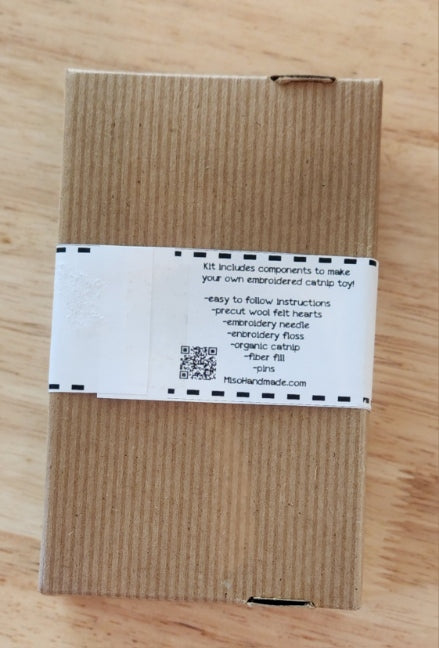 Kit includes components to make
your own embroidered catnip toy!
-easy to follow instructions
-precut wool felt hearts
-embroidery needle
-enbroidery floss
-organic catnip
-fiber fill
-pins
MisoHandmade.com